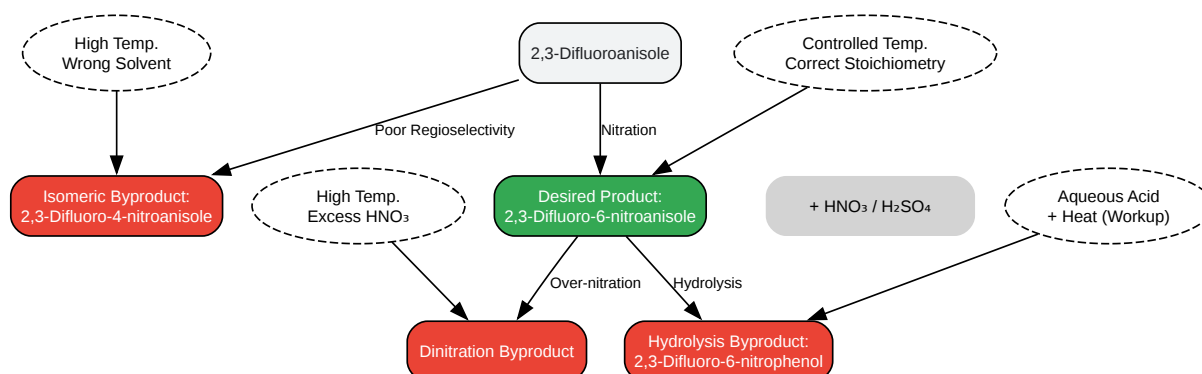 High Temp.
Wrong Solvent
2,3-Difluoroanisole
Controlled Temp.
Correct Stoichiometry
Poor Regioselectivity
Nitration
Isomeric Byproduct:
2,3-Difluoro-4-nitroanisole
High Temp.
Excess HNO₃
Desired Product:
2,3-Difluoro-6-nitroanisole
+ HNO₃ / H₂SO₄
Aqueous Acid
+ Heat (Workup)
Over-nitration
Hydrolysis
Dinitration Byproduct
Hydrolysis Byproduct:
2,3-Difluoro-6-nitrophenol